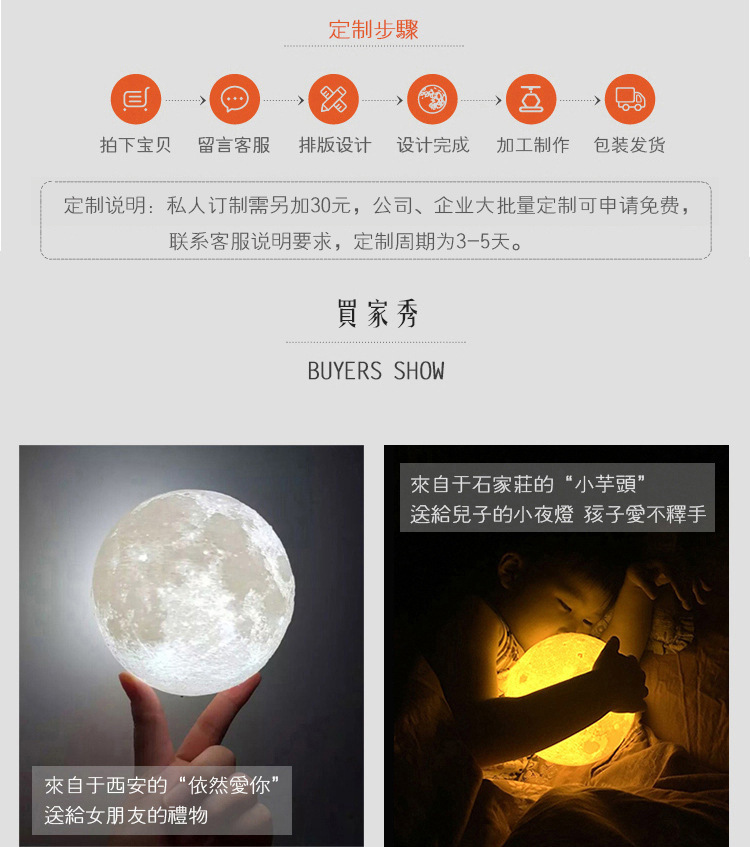 定制步驟
拍下宝贝 留言客服 排版设计 设计完成 加工制作 包装发货
定制说明：私人订制需另加30元，公司、企业大批量定制可申请免费，
联系客服说明要求，定制周期为3-5天。
買家秀
BUYERS SHOW
來自于石家莊的“小芋頭”
送給兒子的小夜燈 孩子愛不釋手
來自于西安的“依然愛你”
送給女朋友的禮物